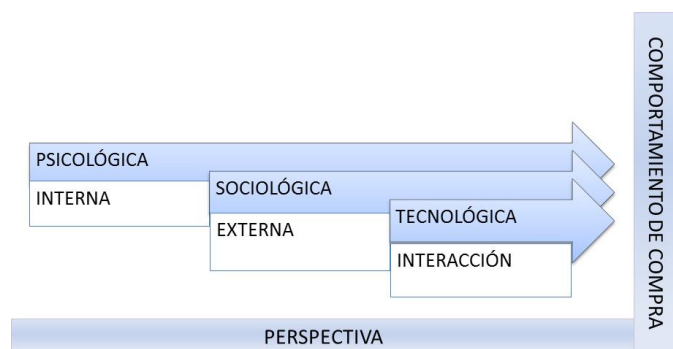 PSICOLÓGICA
INTERNA
SOCIOLÓGICA
EXTERNA
TECNOLÓGICA
INTERACCIÓN
PERSPECTIVA
COMPORTAMIENTO DE COMPRA